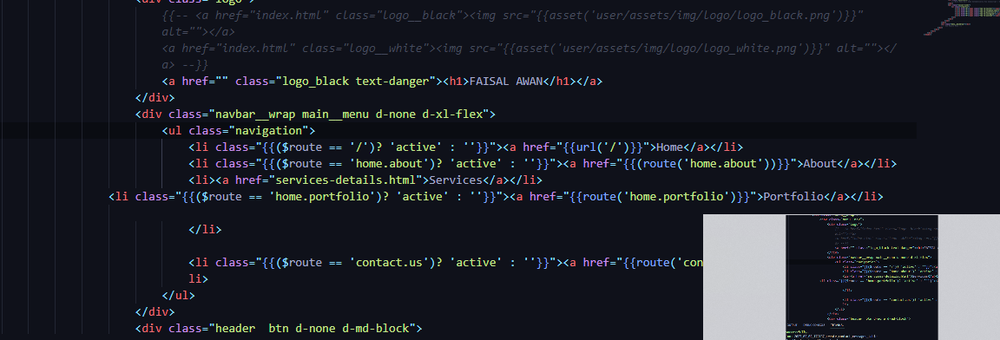 <div class="logo">
{{-- <a href="index.html" class="logo__black"><img src="{{asset('user/assets/img/logo/logo_black.png')}}"
alt=""></a>
<a href="index.html" class="logo__white"><img src="{{asset('user/assets/img/logo/logo_white.png')}}" alt=""></
a> --}}
<a href="" class="logo_black text-danger"><h1>FAISAL AWAN</h1></a>
</div>
<div class="navbar__wrap main__menu d-none d-xl-flex">
<ul class="navigation">
<li class="{{($route == '/')? 'active' : ''}}"><a href="{{url('/')}}">Home</a></li>
<li class="{{($route == 'home.about')? 'active' : ''}}"><a href="{{(route('home.about'))}}">About</a></li>
<li><a href="services-details.html">Services</a></li>
<li class="{{($route == 'home.portfolio')? 'active' : ''}}"><a href="{{route('home.portfolio')}}">Portfolio</a></li>
</li>
<li class="{{($route == 'contact.us')? 'active' : ''}}"><a href="{{route('con
li>
</ul>
</div>
<div class="header  btn d-none d-md-block">